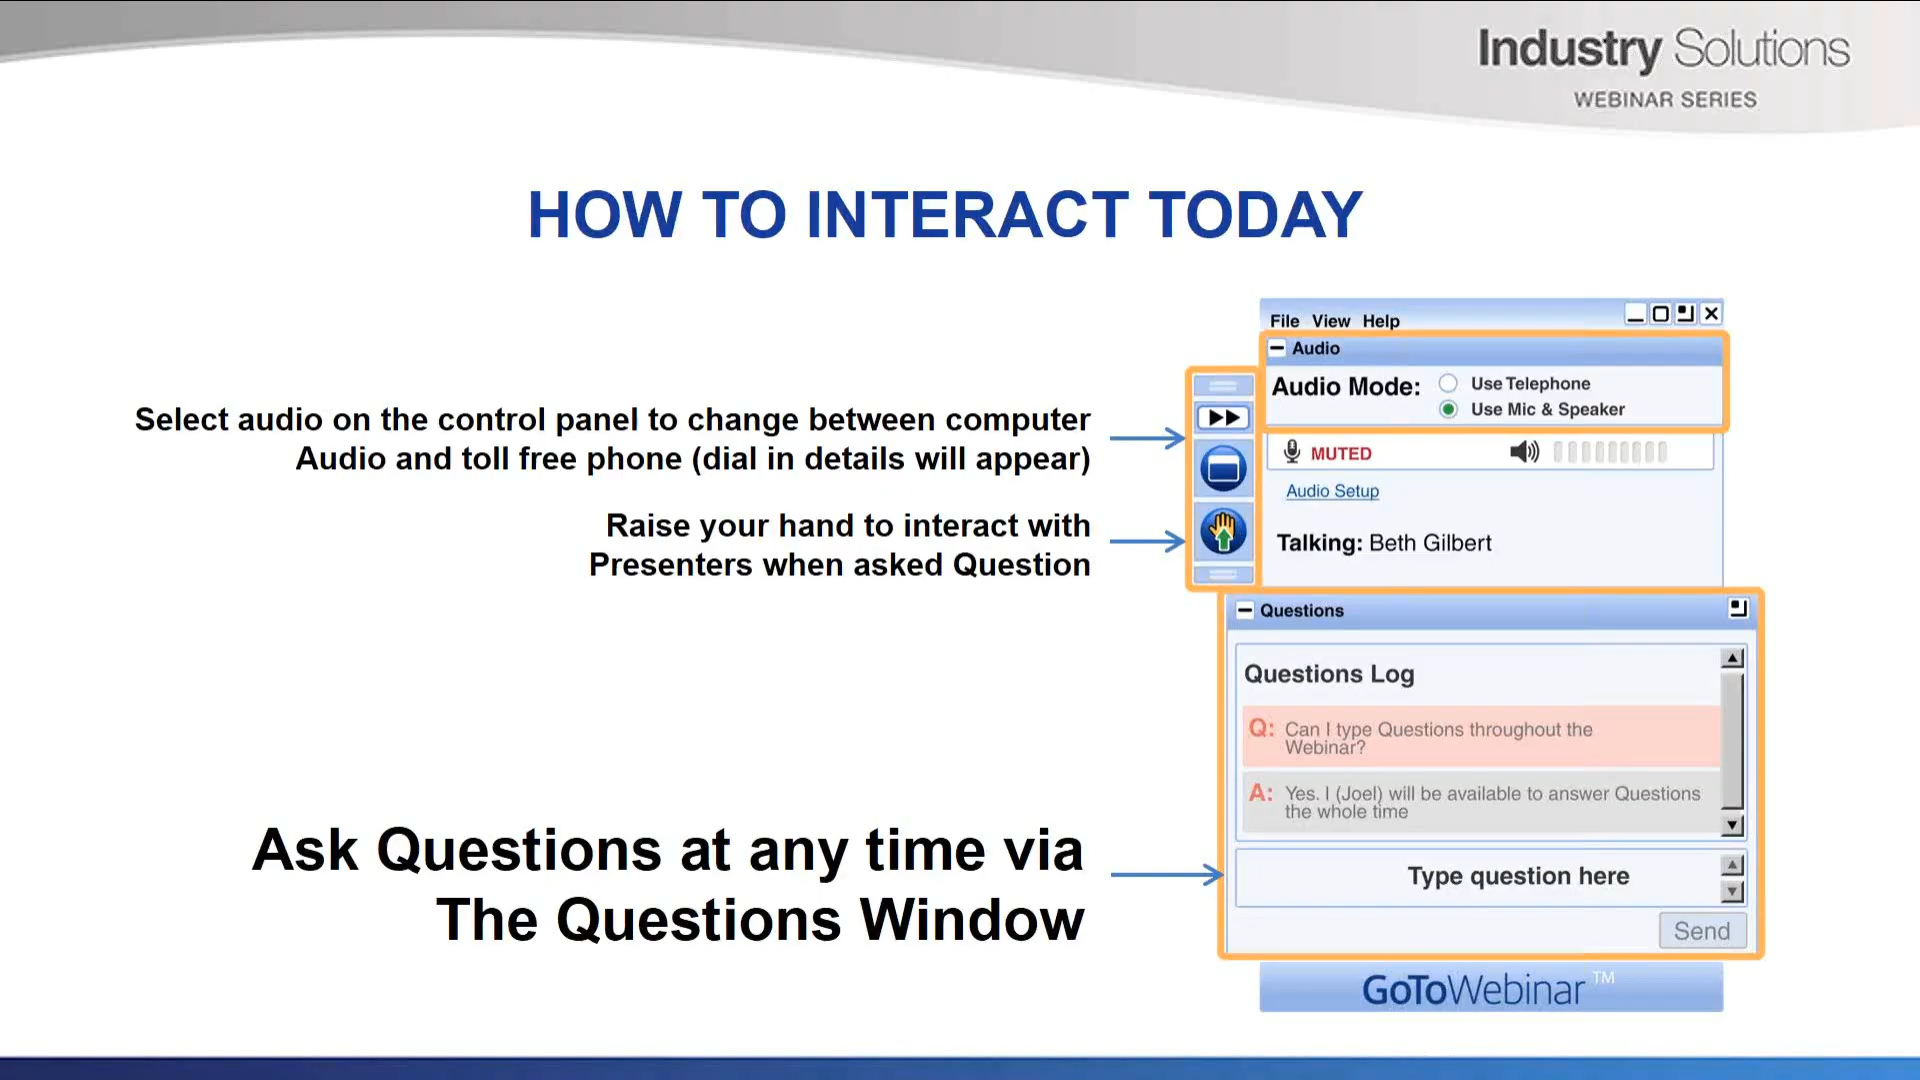 Industry Solutions
WEBINAR SERIES
HOW TO INTERACT TODAY
Select audio on the control panel to change between computer
Audio and toll free phone (dial in details will appear)
Raise your hand to interact with
Presenters when asked Question
Ask Questions at any time via
The Questions Window
File View Help
Audio
Audio Mode:
Use Telephone
Use Mic & Speaker
MUTED
Audio Setup
Talking: Beth Gilbert
Questions
Questions Log
Q: Can I type Questions throughout the
Webinar?
A: Yes. I (Joel) will be available to answer Questions
the whole time
Type question here
Send
GoToWebinar TM